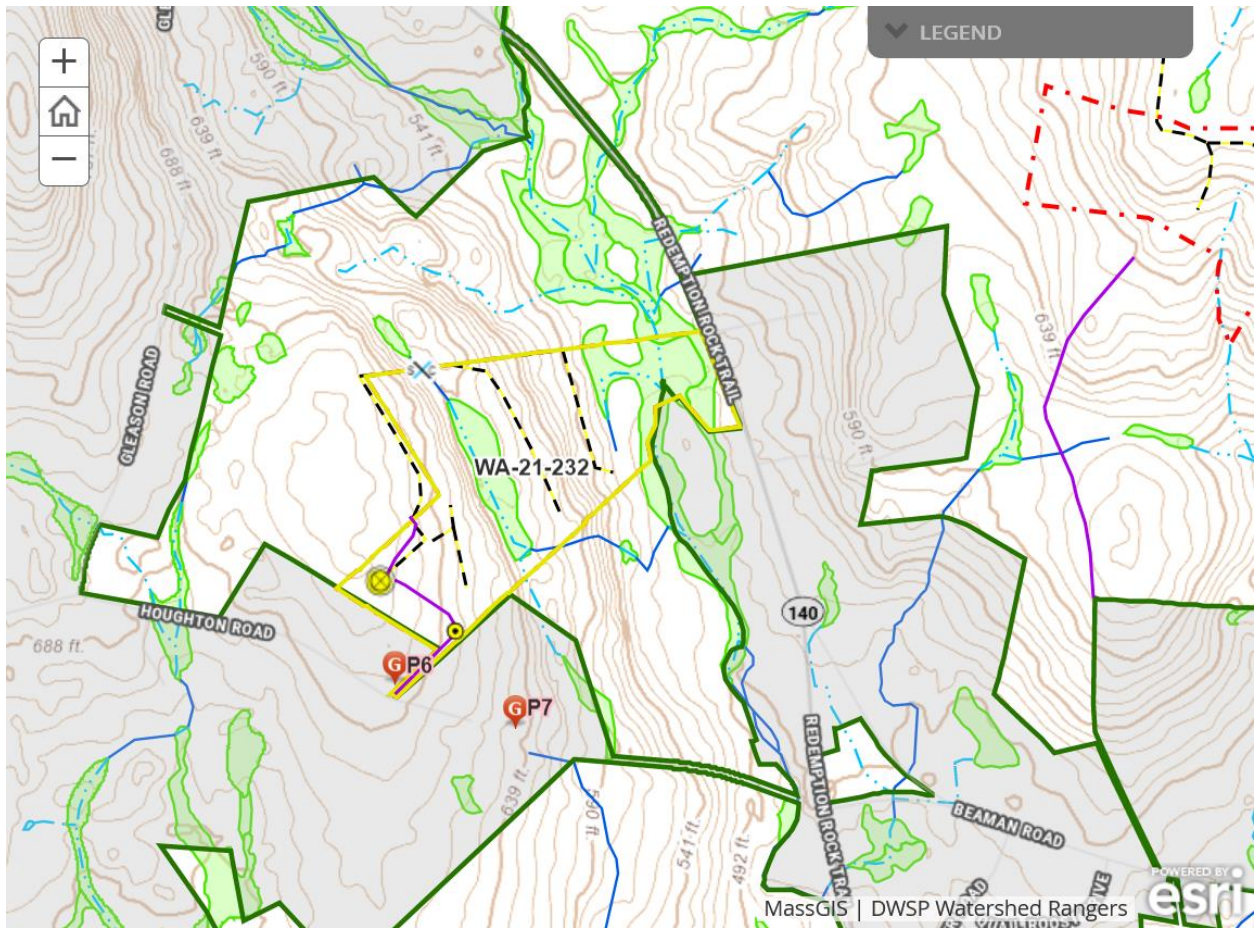 LEGEND
590 ft.
639 ft.
688 ft.
541 ft.
REDEMPTION ROCK TRAIL
639 ft.
GLEASON ROAD
S C
590 ft.
WA-21-232
HOUGHTON ROAD
140
688 ft.
G P6
G P7
639 ft.
590 ft.
541 ft.
492 ft.
REDEMPTION ROCK TRAIL
BEAMAN ROAD
POWERED BY
esri
MassGIS | DWSP Watershed Rangers